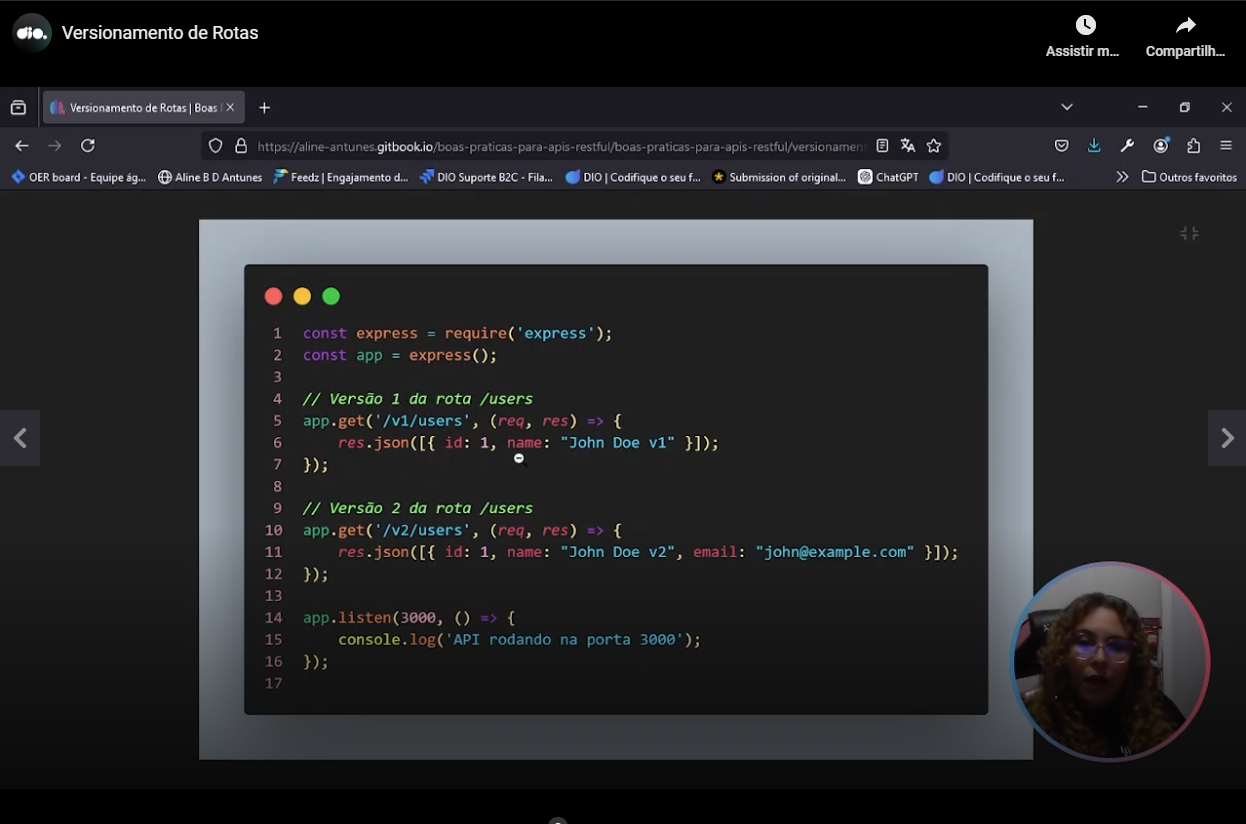 dio.
Versionamento de Rotas
Assistir m...
Compartilh...
Versionamento de Rotas | Boas
https://aline-antunes.gitbook.io/boas-praticas-para-apis-restful/boas-praticas-para-apis-restful/versionament
OER board - Equipe ág... Aline B D Antunes Feedz | Engajamento d... DIO Suporte B2C - Fila... DIO | Codifique o seu f... Submission of original... ChatGPT DIO | Codifique o seu f... Outros favoritos
1 const express = require('express');
2 const app = express();
3
4 // Versão 1 da rota /users
5 app.get('/v1/users', (req, res) => {
6 res.json([{ id: 1, name: "John Doe v1" }]);
7 });
8
9 // Versão 2 da rota /users
10 app.get('/v2/users', (req, res) => {
11 res.json([{ id: 1, name: "John Doe v2", email: "john@example.com" }]);
12 });
13
14 app.listen(3000, () => {
15 console.log('API rodando na porta 3000');
16 });
17